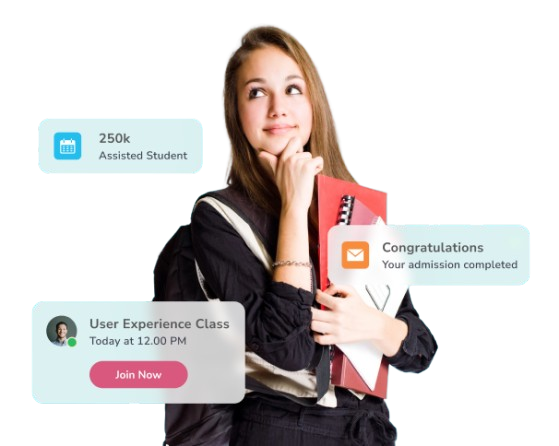 250k
Assisted Student
Congratulations
Your admission completed
User Experience Class
Today at 12.00 PM
Join Now